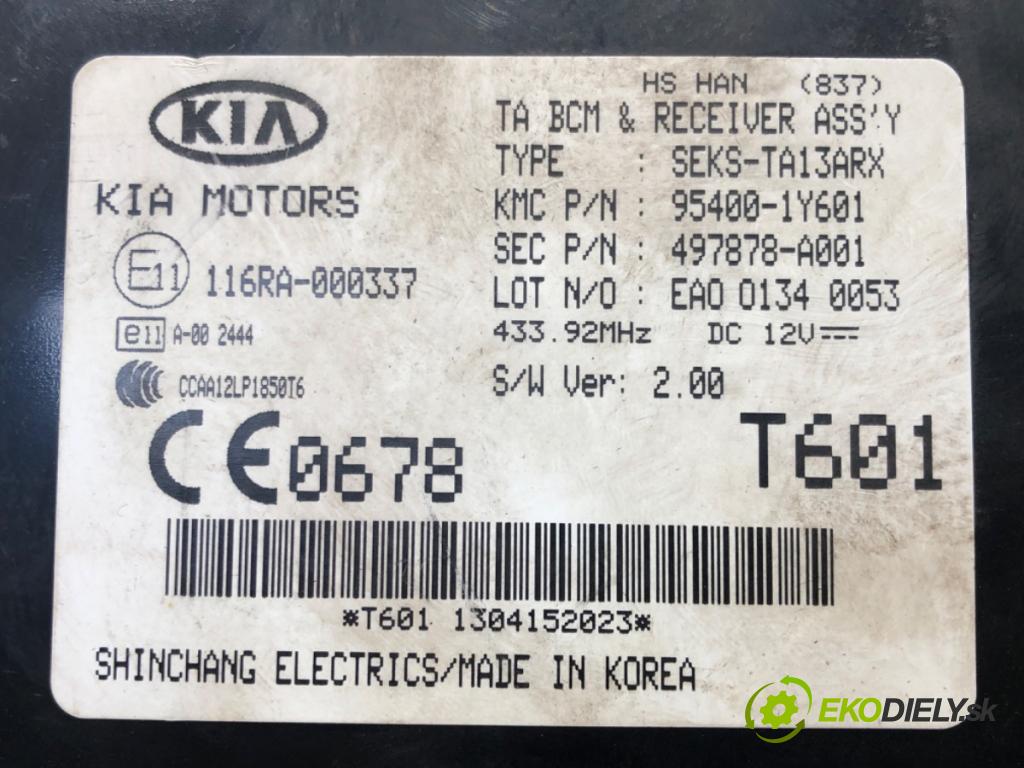 HS HAN (837)
KIA
TA BCM & RECEIVER ASS'Y
TYPE : SEKS-TA13ARX
KIA MOTORS
KMC P/N : 95400-1Y601
SEC P/N : 497878-A001
E11 116RA-000337
LOT N/O : EAO 0134 0053
e11 A-00 2444
433.92MHz DC 12V
CCAA12LP1850T6
S/W Ver: 2.00
CE0678
T601
*T601 1304152023*
SHINCHANG ELECTRICS/MADE IN KOREA
EKODIELY.sk